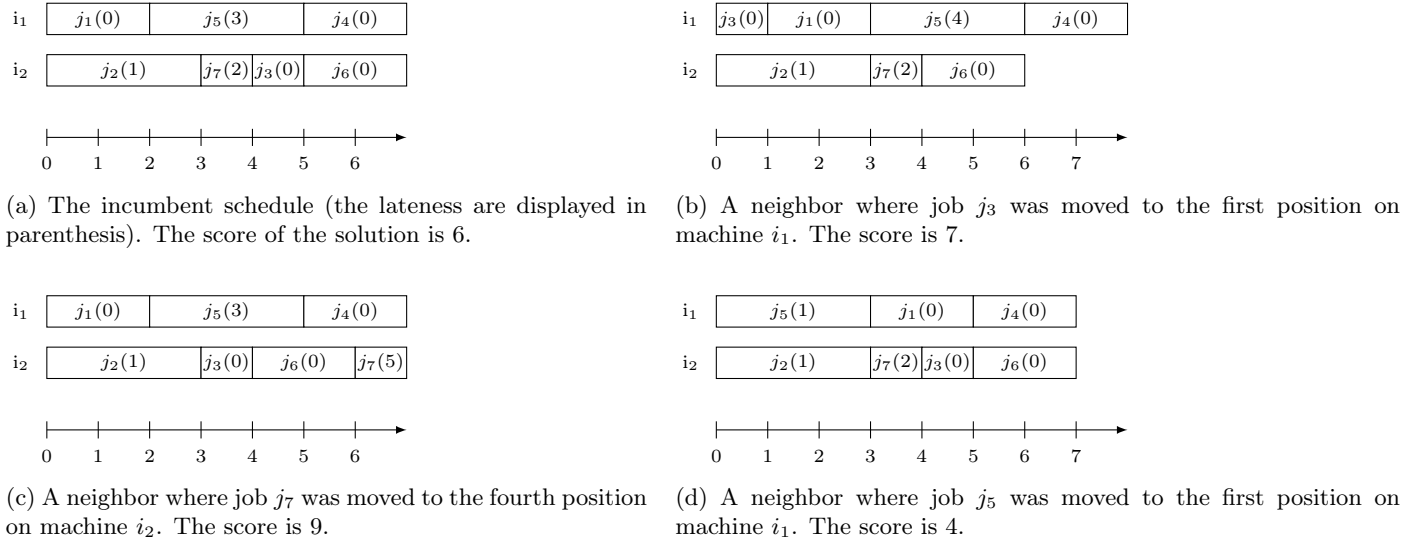 i₁ j₁(0) j₅(3) j₄(0)
i₂ j₂(1) j₇(2) j₃(0) j₆(0)
0 1 2 3 4 5 6
(a) The incumbent schedule (the lateness are displayed in
parenthesis). The score of the solution is 6.
i₁ j₃(0) j₁(0) j₅(4) j₄(0)
i₂ j₂(1) j₇(2) j₆(0)
0 1 2 3 4 5 6 7
(b) A neighbor where job j₃ was moved to the first position on
machine i₁. The score is 7.
i₁ j₁(0) j₅(3) j₄(0)
i₂ j₂(1) j₃(0) j₆(0) j₇(5)
0 1 2 3 4 5 6
(c) A neighbor where job j₇ was moved to the fourth position
on machine i₂. The score is 9.
i₁ j₅(1) j₁(0) j₄(0)
i₂ j₂(1) j₇(2) j₃(0) j₆(0)
0 1 2 3 4 5 6 7
(d) A neighbor where job j₅ was moved to the first position on
machine i₁. The score is 4.